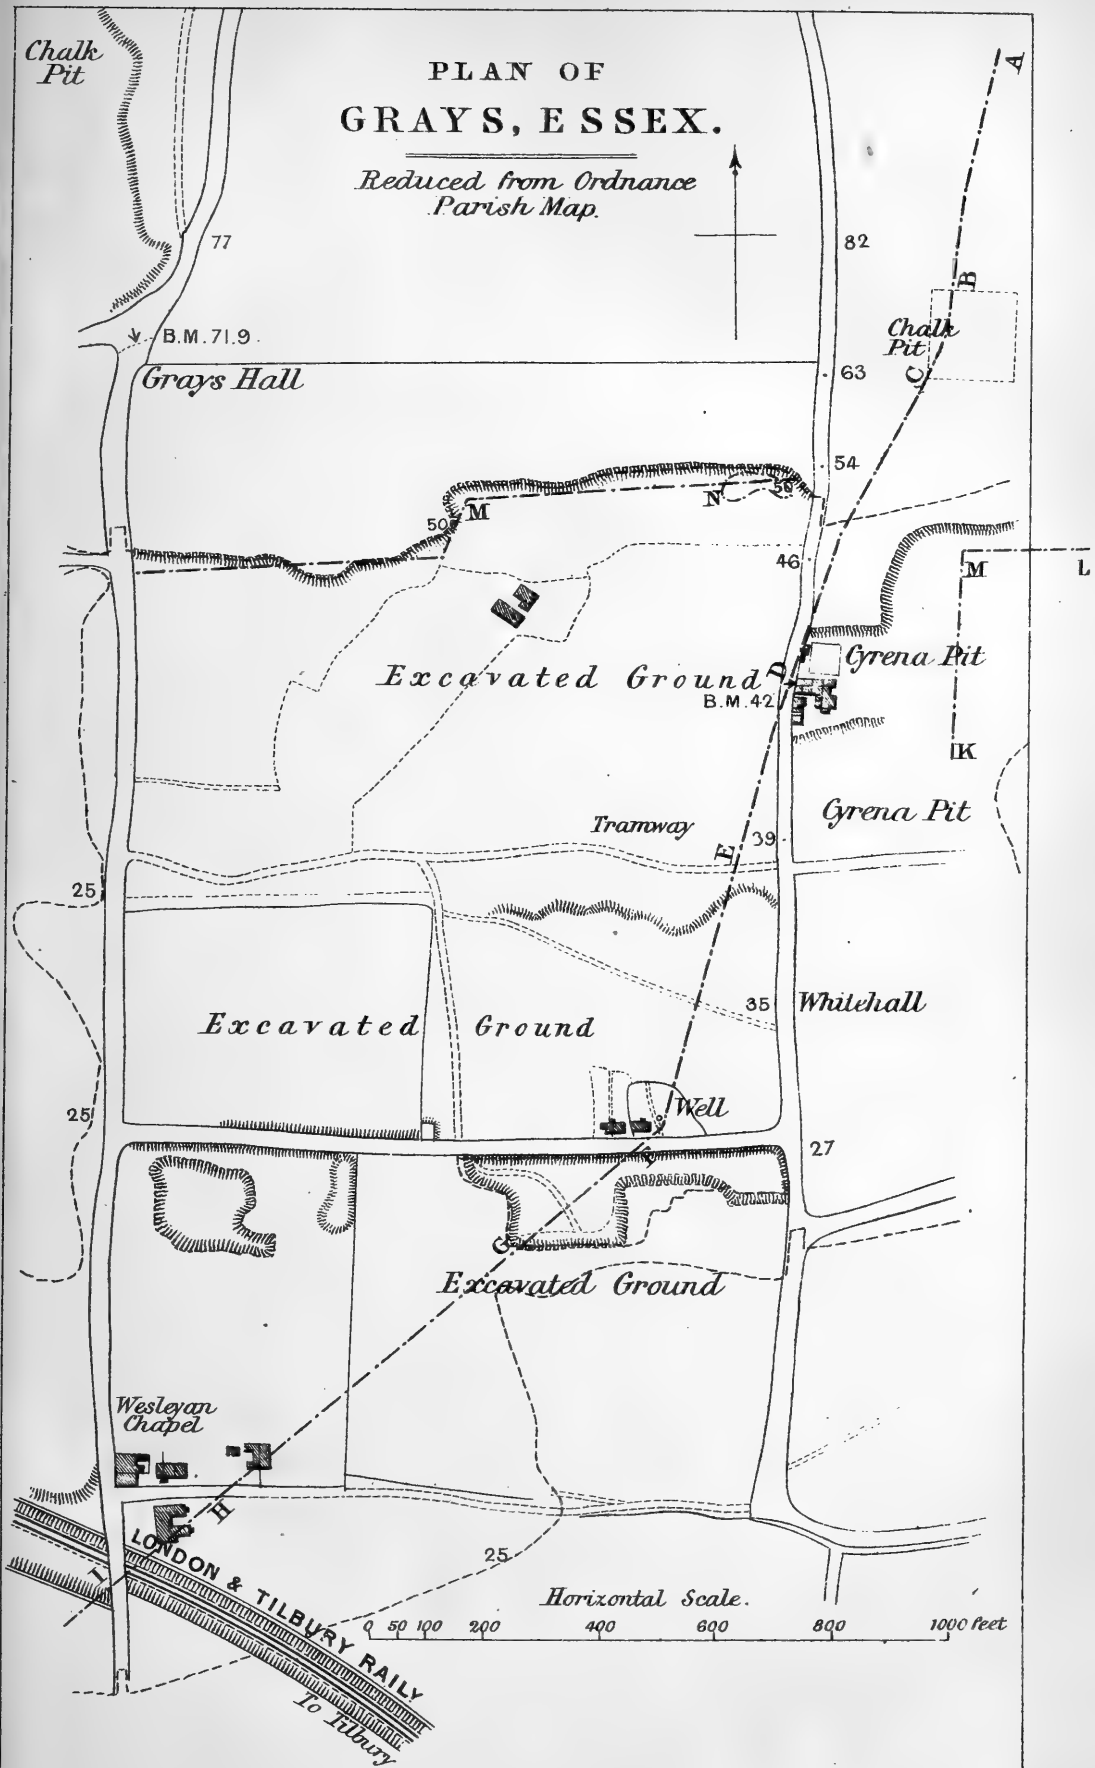 Chalk
Pit
PLAN OF
GRAYS, ESSEX.
Reduced from Ordnance
Parish Map.
A
77
82
B
B.M. 71.9.
Chalk
Pit
C
63
Grays Hall
54
50
M
N
50
46
M
L
Cyrena Pit
Excavated Ground
D
B.M. 42
K
Cyrena Pit
Tramway
39
E
25
35
Whitehall
Excavated Ground
25
Well
F
27
G
Excavated Ground
Wesleyan
Chapel
H
I
LONDON & TILBURY RAILY
25
Horizontal Scale.
0 50 100 200 400 600 800 1000 feet
To Tilbury